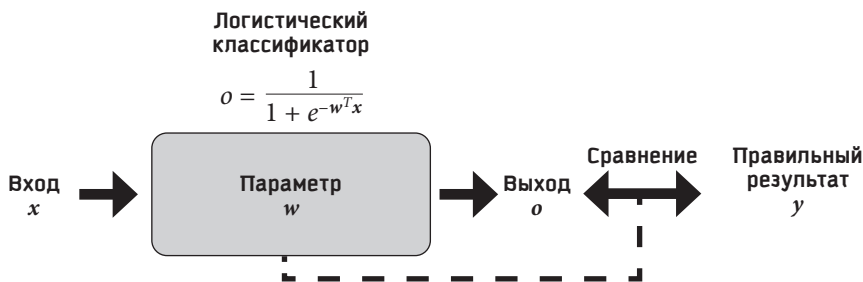 Логистический
классификатор
o = 1 / (1 + e^{-w^T x})
Вход
x
Параметр
w
Выход
o
Сравнение
Правильный
результат
y